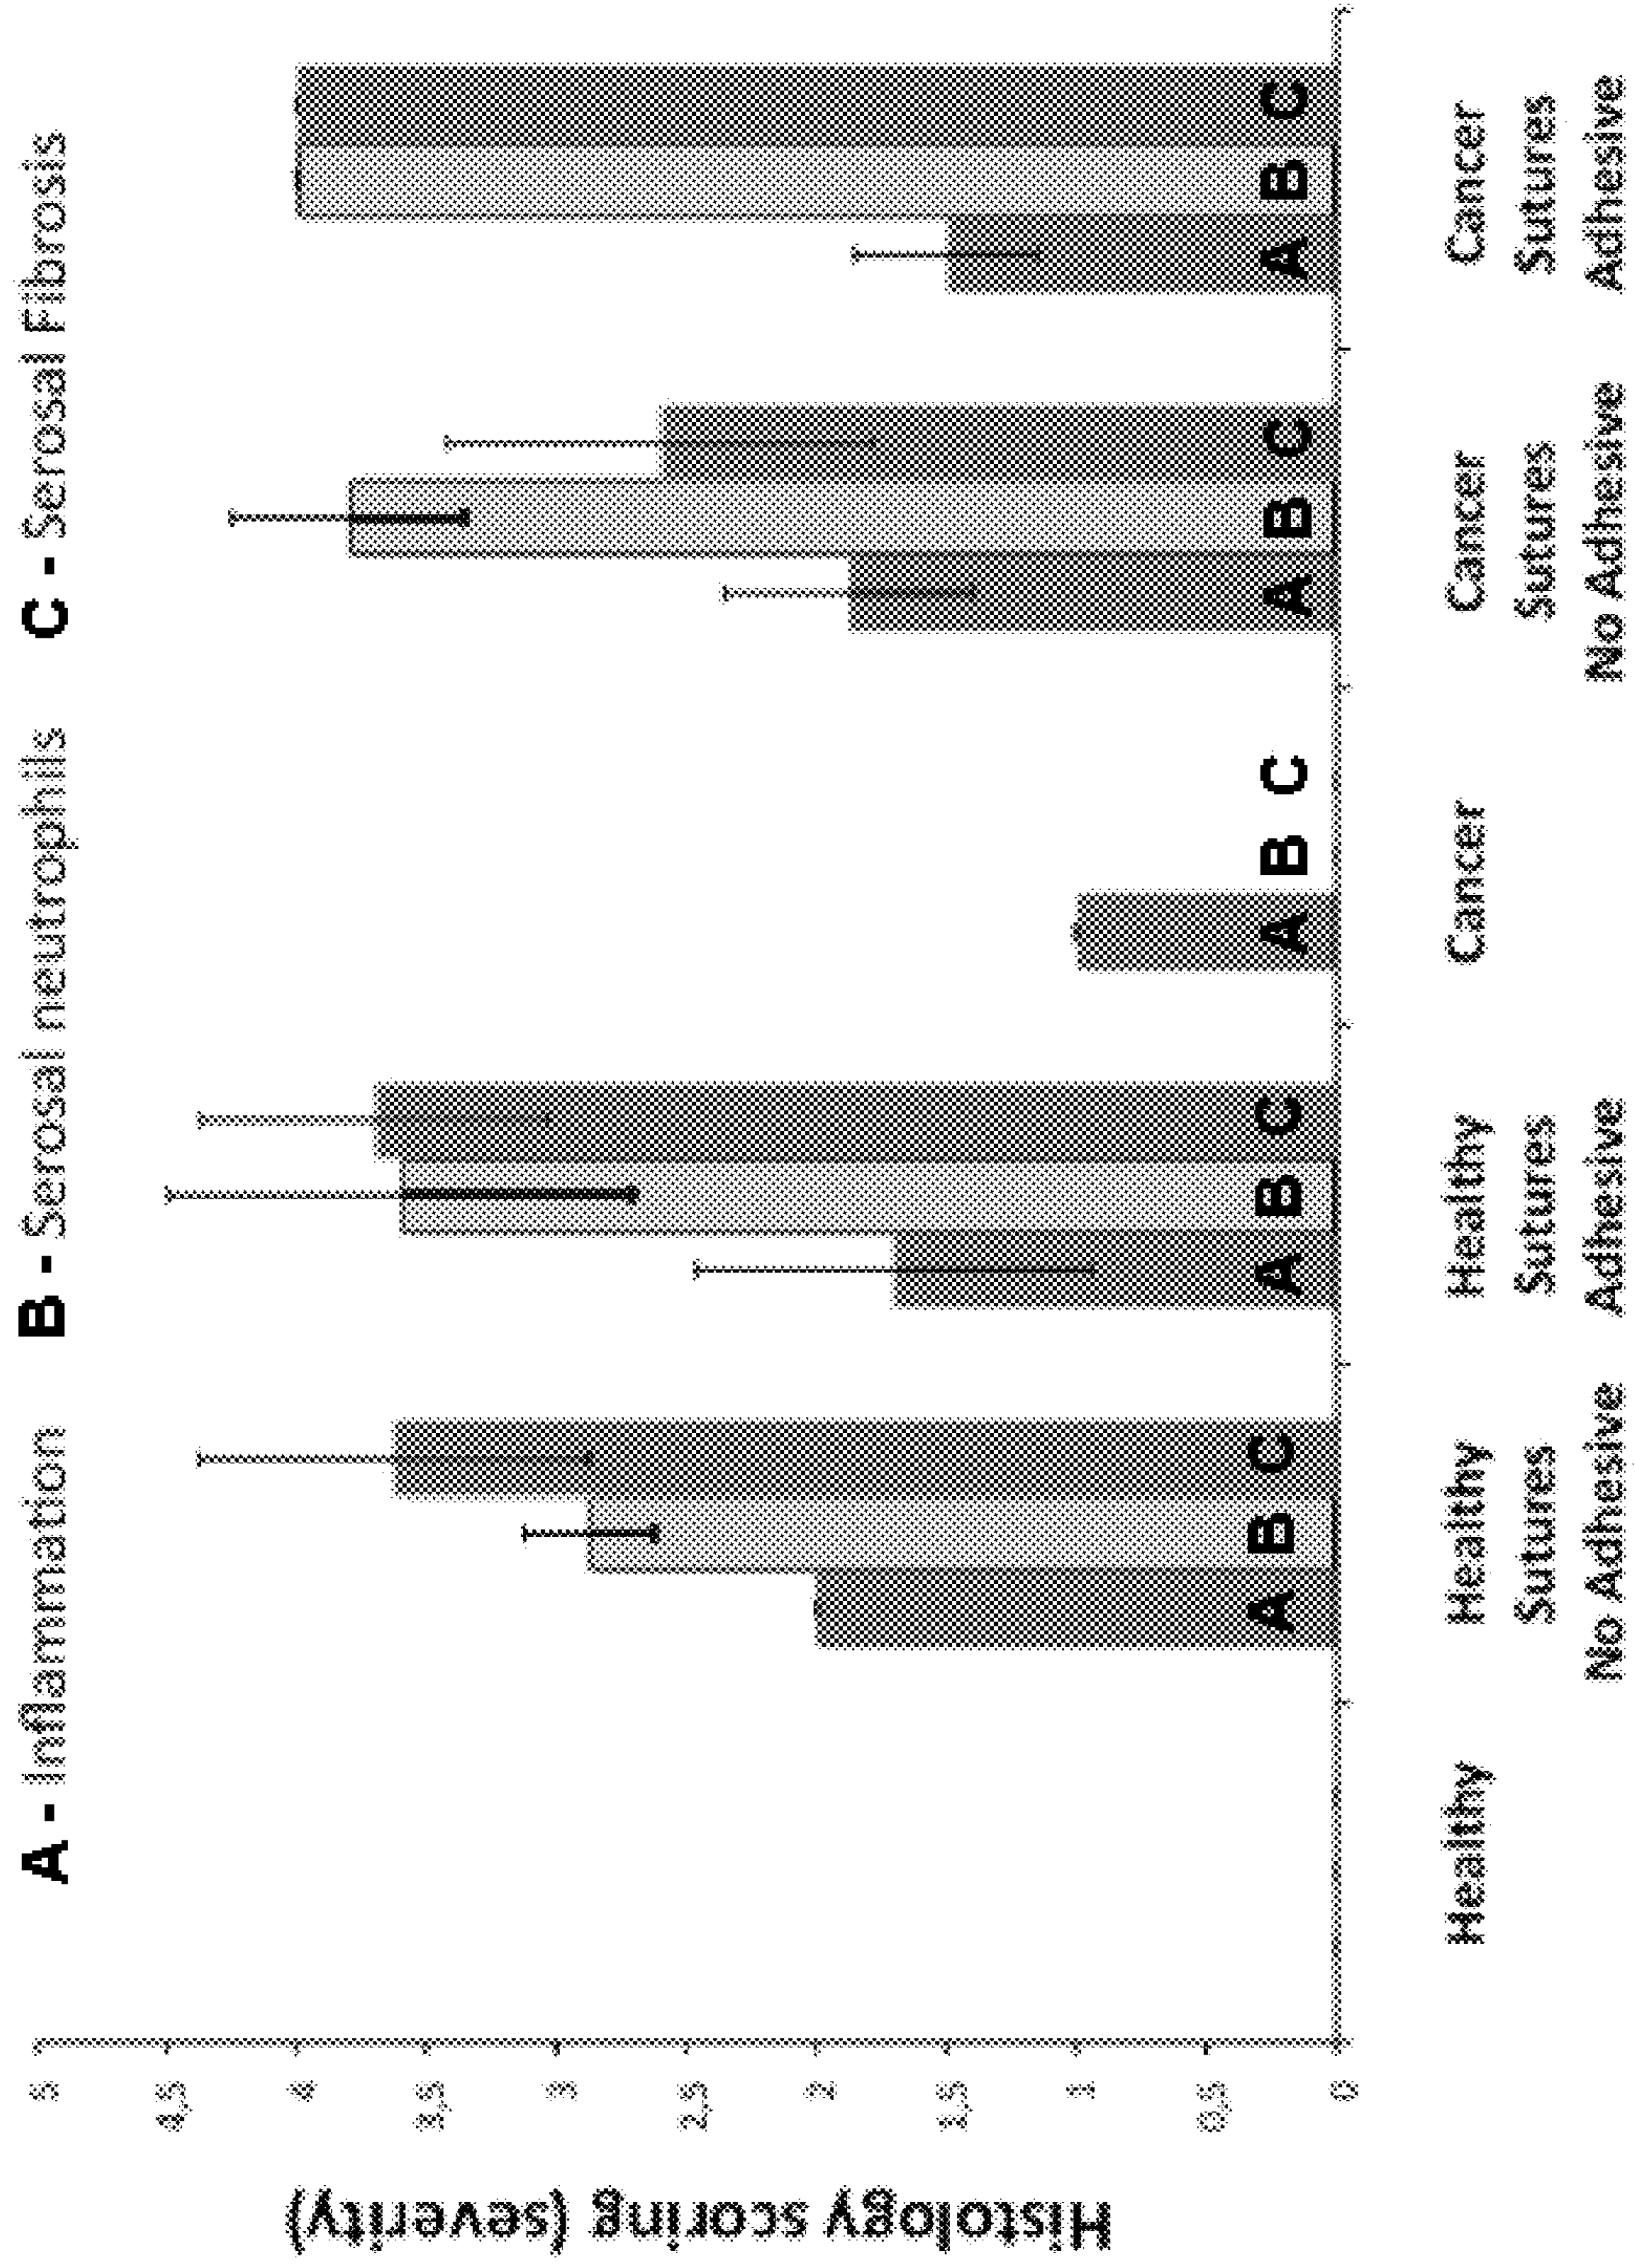 A - Inflammation B - Serosal neutrophils C - Serosal Fibrosis
Histology scoring (severity)
5
4.5
4
3.5
3
2.5
2
1.5
1
0.5
0
A B C
A B C
A B C
A B C
A B C
Healthy
Healthy
Sutures
No Adhesive
Healthy
Sutures
Adhesive
Cancer
Cancer
Sutures
No Adhesive
Cancer
Sutures
Adhesive